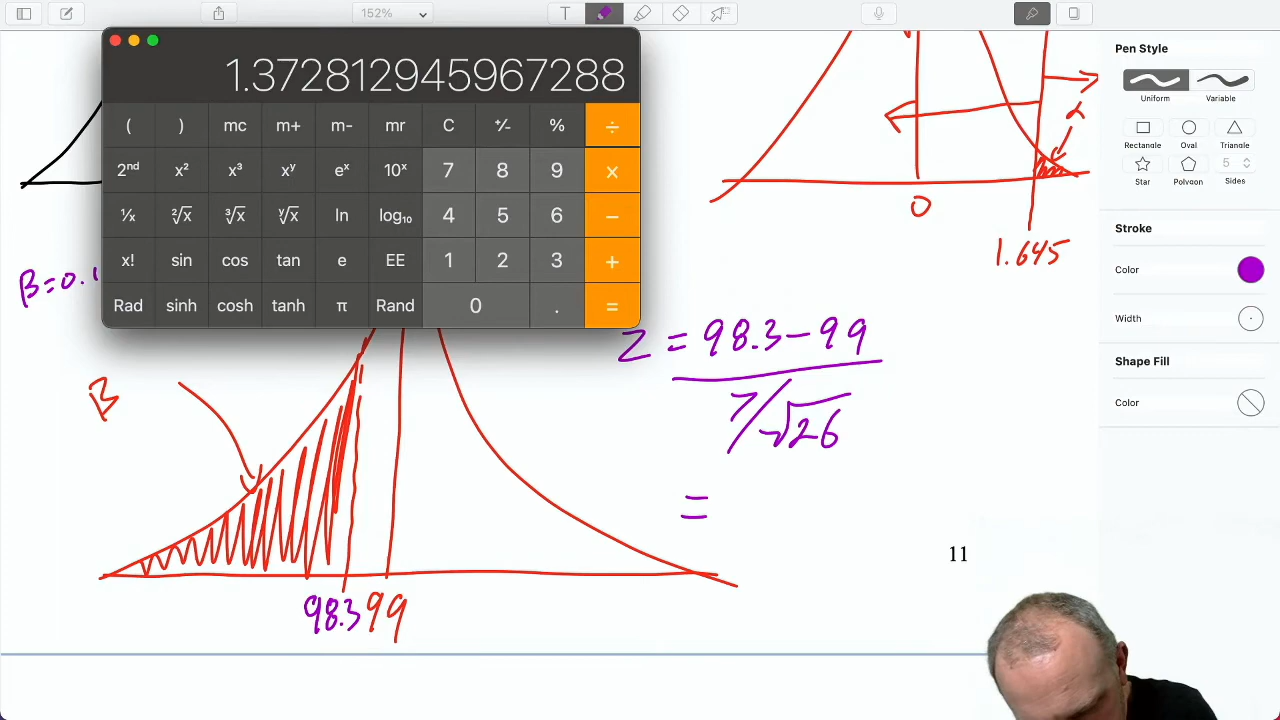 152%
T
1.372812945967288
( ) mc m+ m- mr C ⁺⁄₋ % ÷
2ⁿᵈ x² x³ xʸ eˣ 10ˣ 7 8 9 ×
¹⁄x ²√x ³√x ʸ√x ln log₁₀ 4 5 6 −
x! sin cos tan e EE 1 2 3 +
Rad sinh cosh tanh π Rand 0 . =
Pen Style
Uniform Variable
Rectangle Oval Triangle
Star Polygon 5 Sides
Stroke
Color
Width
Shape Fill
Color
α
0
1.645
β=0.1
β
Z = 98.3-99
7/√26
=
98.3 99
11